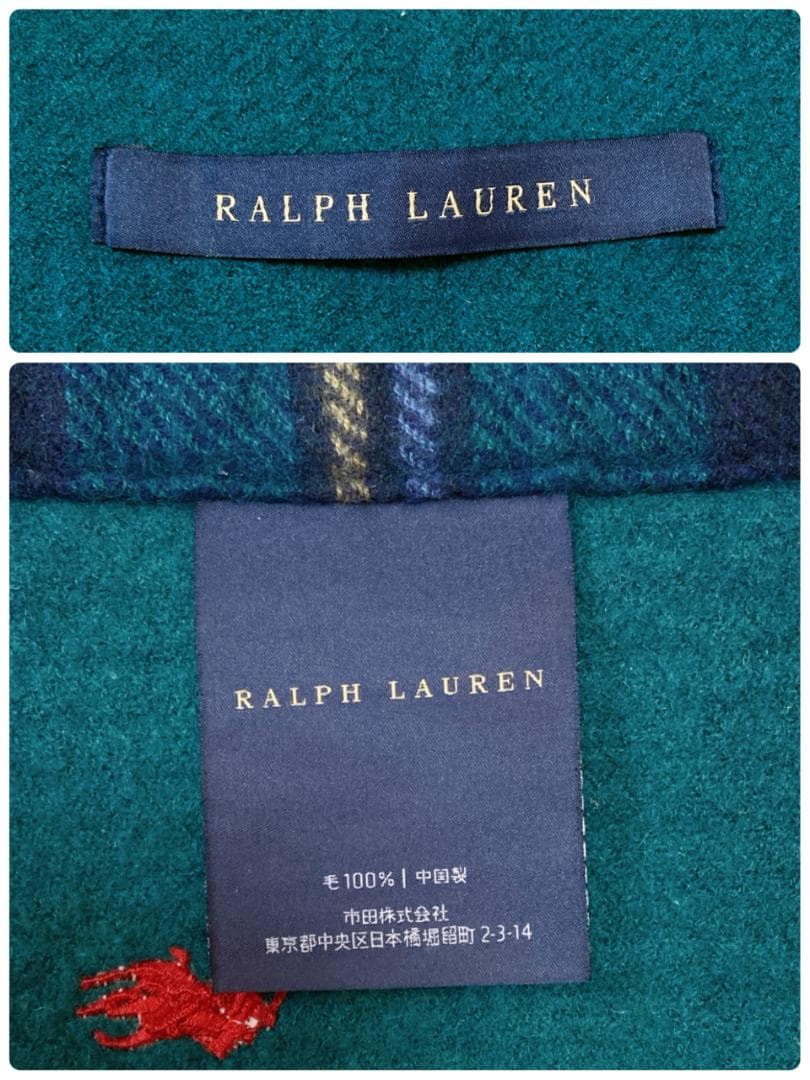 RALPH LAUREN
RALPH LAUREN
毛100% | 中国製
市田株式会社
東京都中央区日本橋堀留町 2-3-14